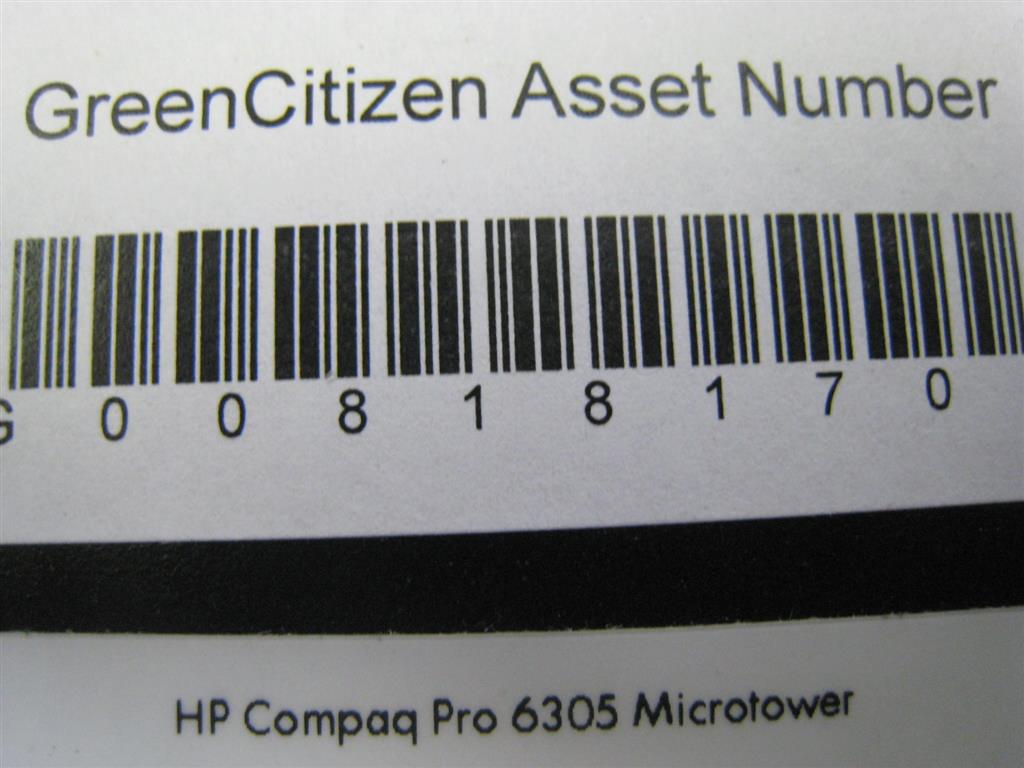 GreenCitizen Asset Number
G 0 0 8 1 8 1 7 0
HP Compaq Pro 6305 Microtower